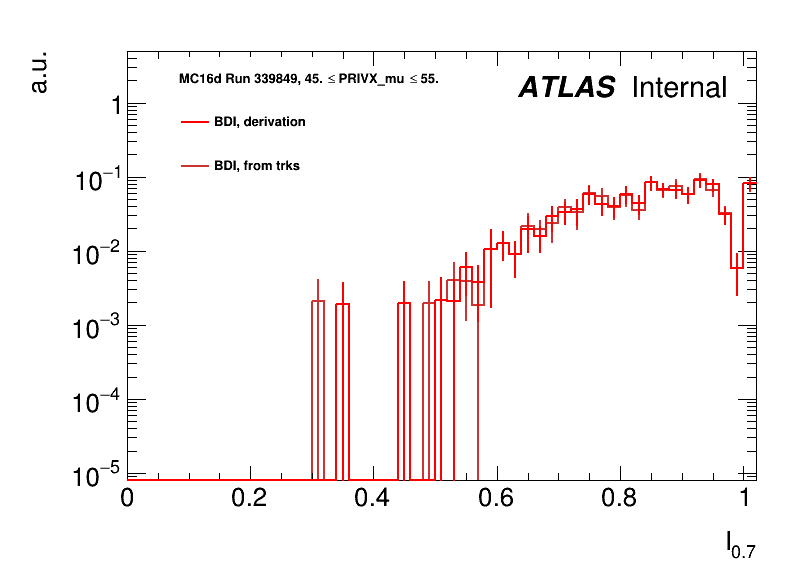 a.u.
MC16d Run 339849, 45. ≤ PRIVX_mu ≤ 55.
ATLAS Internal
BDI, derivation
BDI, from trks
1
10⁻¹
10⁻²
10⁻³
10⁻⁴
10⁻⁵
0 0.2 0.4 0.6 0.8 1
I₀.₇